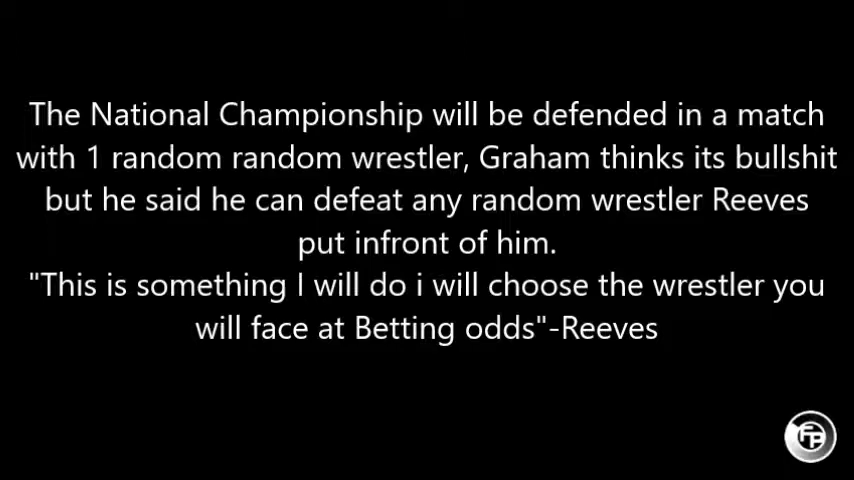 The National Championship will be defended in a match
with 1 random random wrestler, Graham thinks its bullshit
but he said he can defeat any random wrestler Reeves
put infront of him.
"This is something I will do i will choose the wrestler you
will face at Betting odds"-Reeves
FP